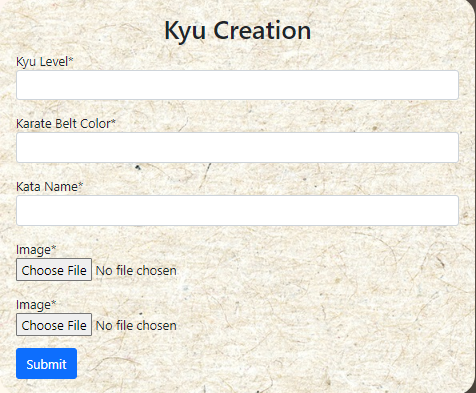 Kyu Creation
Kyu Level*
Karate Belt Color*
Kata Name*
Image*
Choose File No file chosen
Image*
Choose File No file chosen
Submit